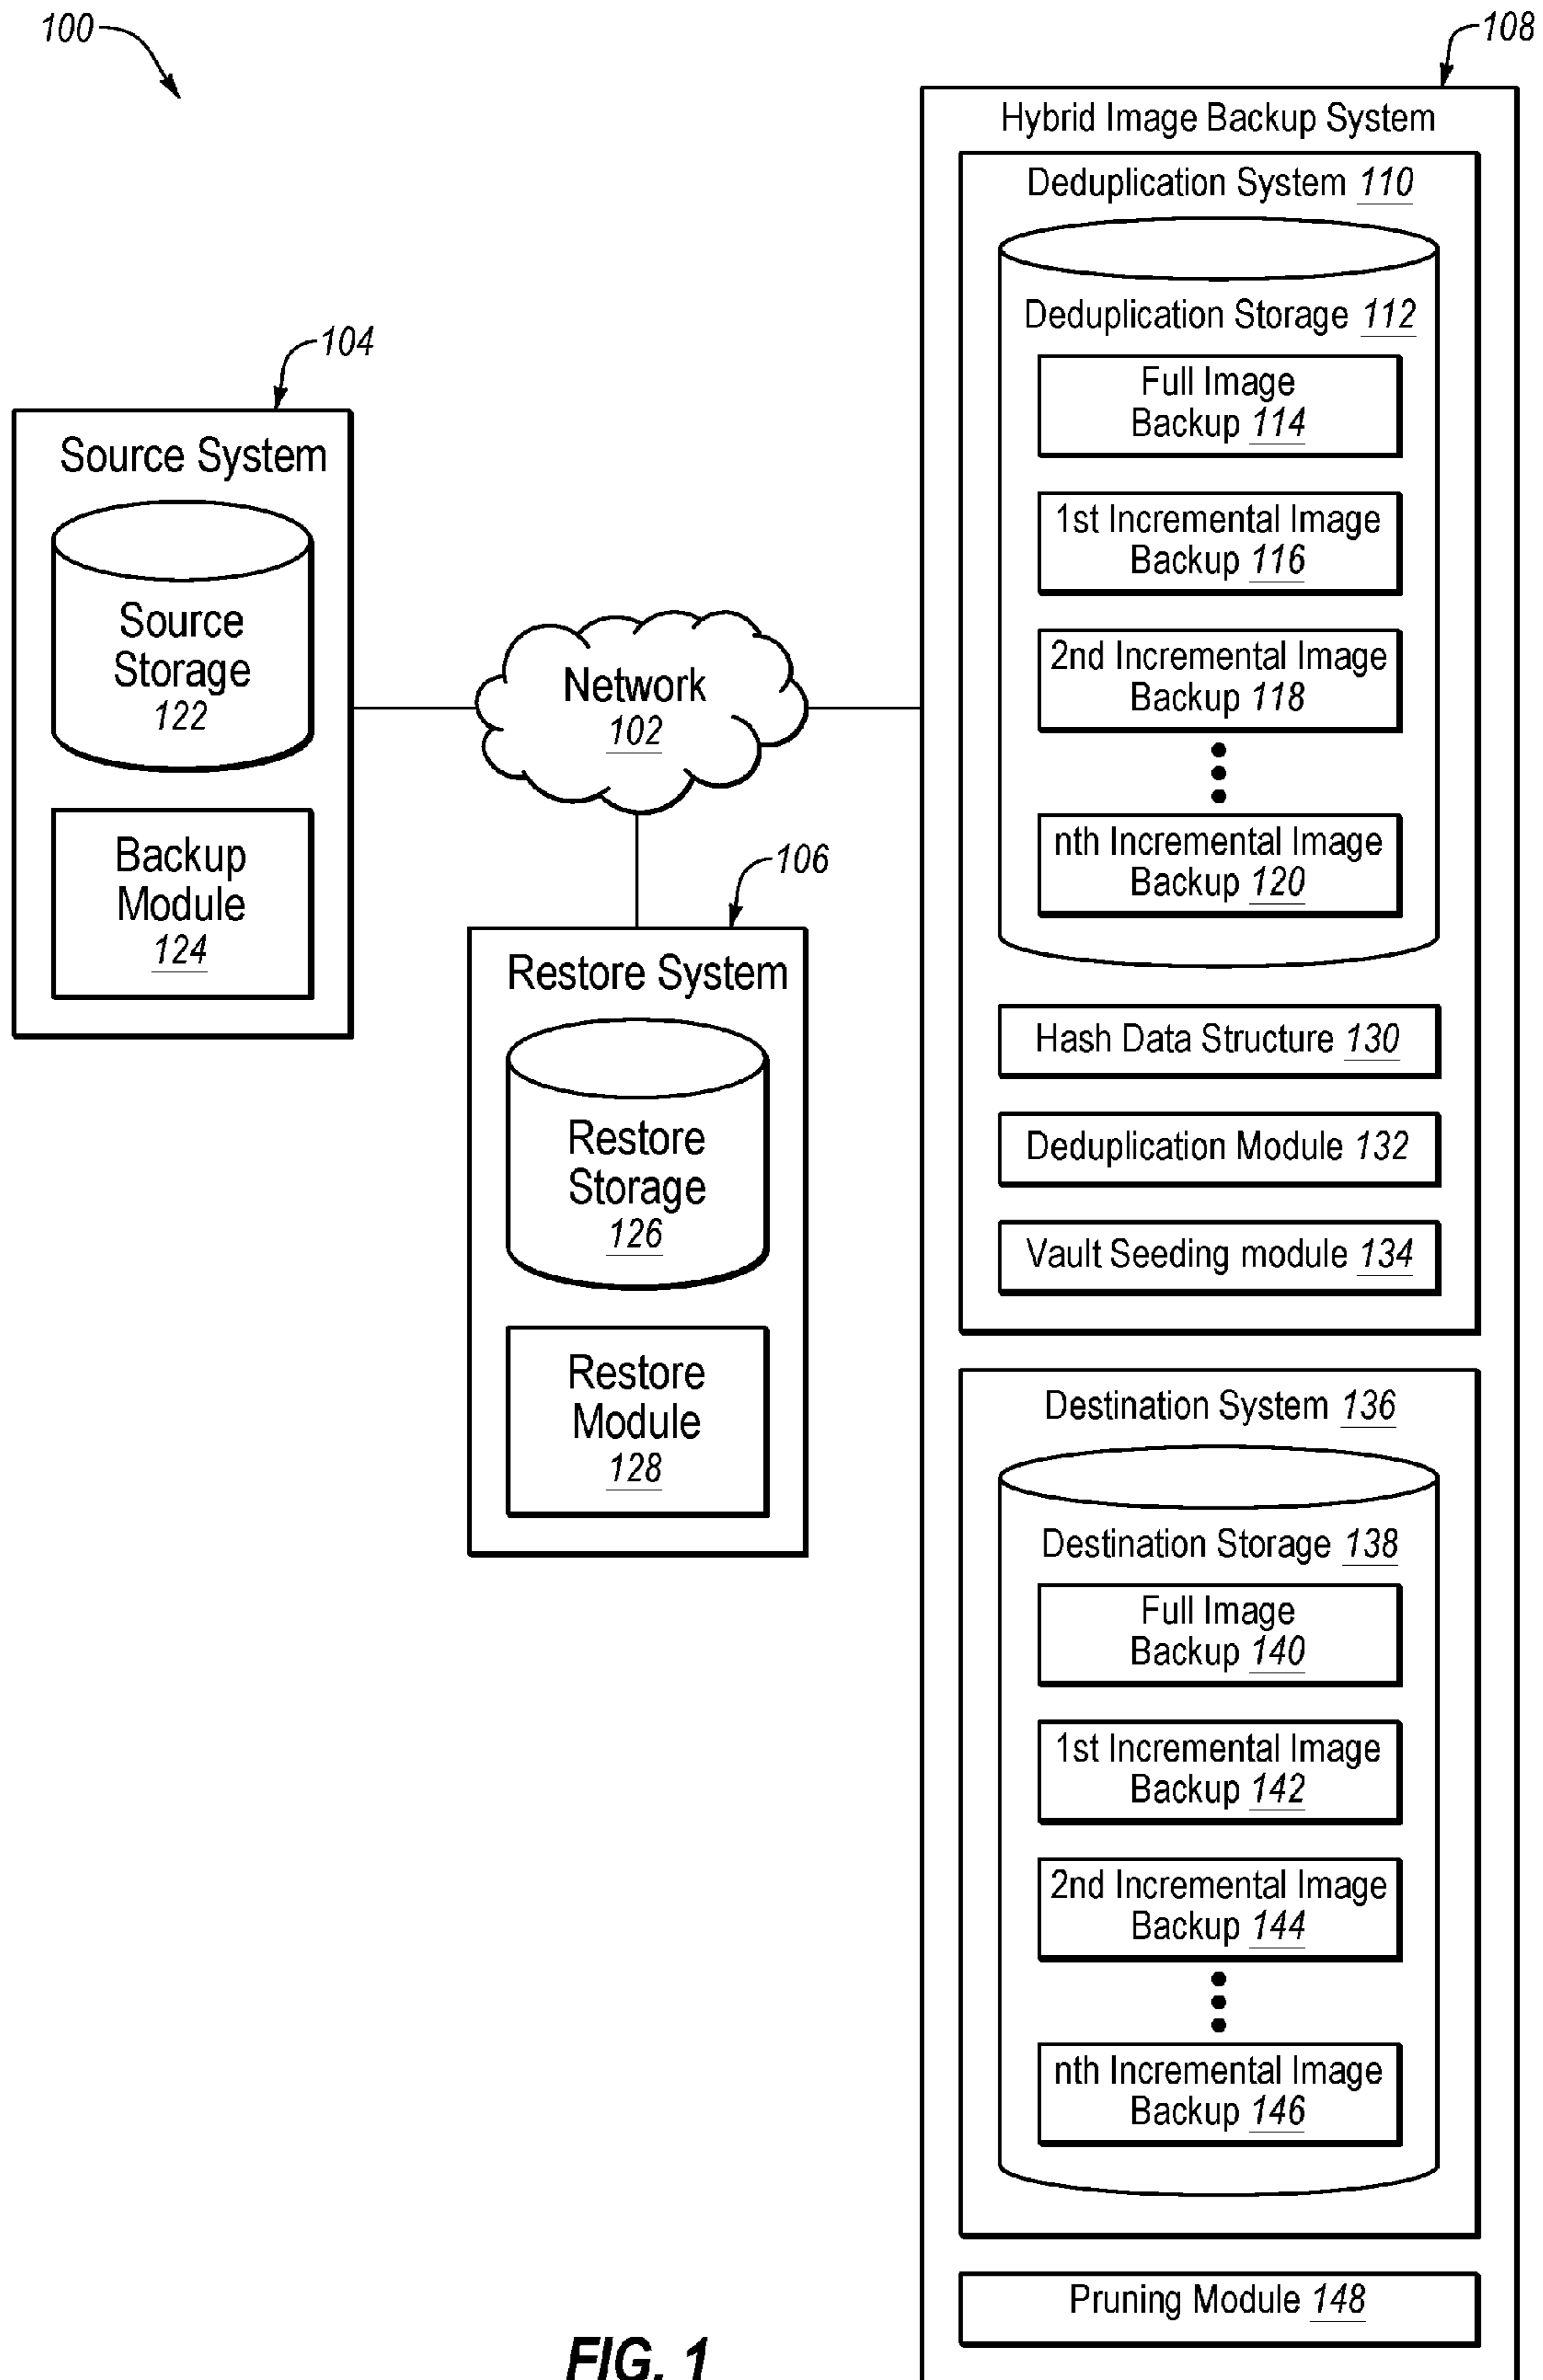 100
108
Hybrid Image Backup System
Deduplication System 110
Deduplication Storage 112
Full Image
Backup 114
1st Incremental Image
Backup 116
2nd Incremental Image
Backup 118
nth Incremental Image
Backup 120
Hash Data Structure 130
Deduplication Module 132
Vault Seeding module 134
Destination System 136
Destination Storage 138
Full Image
Backup 140
1st Incremental Image
Backup 142
2nd Incremental Image
Backup 144
nth Incremental Image
Backup 146
Pruning Module 148
104
Source System
Source
Storage
122
Backup
Module
124
Network
102
106
Restore System
Restore
Storage
126
Restore
Module
128
FIG. 1